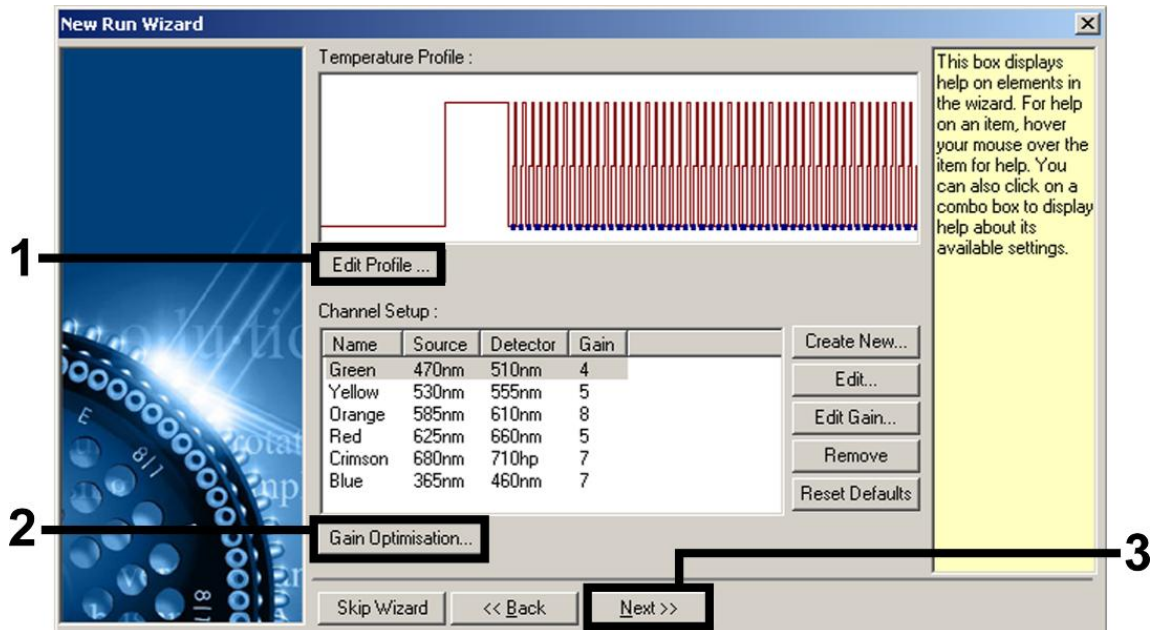 New Run Wizard
Temperature Profile :
This box displays
help on elements in
the wizard. For help
on an item, hover
your mouse over the
item for help. You
can also click on a
combo box to display
help about its
available settings.
1
Edit Profile ...
Channel Setup :
Name Source Detector Gain
Green 470nm 510nm 4
Yellow 530nm 555nm 5
Orange 585nm 610nm 8
Red 625nm 660nm 5
Crimson 680nm 710hp 7
Blue 365nm 460nm 7
Create New...
Edit...
Edit Gain...
Remove
Reset Defaults
2
Gain Optimisation...
3
Skip Wizard
<< Back
Next >>
E
8|1
8|1